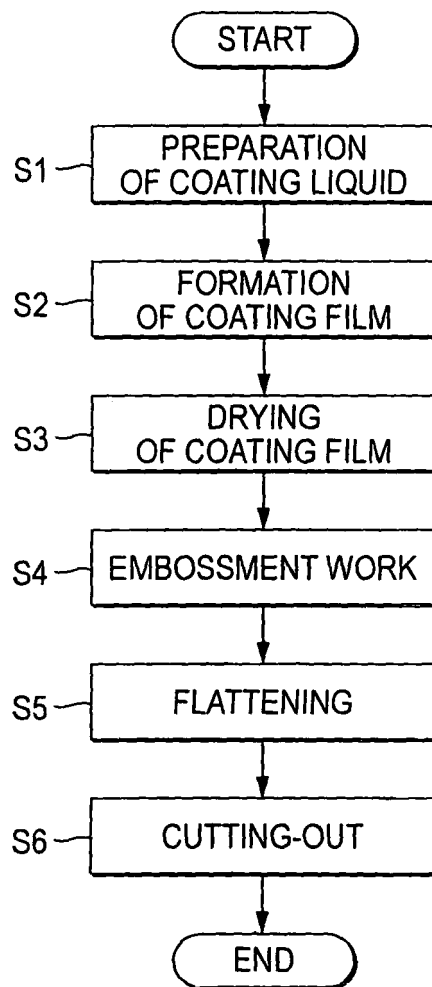 START
S1
PREPARATION
OF COATING LIQUID
S2
FORMATION
OF COATING FILM
S3
DRYING
OF COATING FILM
S4
EMBOSSMENT WORK
S5
FLATTENING
S6
CUTTING-OUT
END